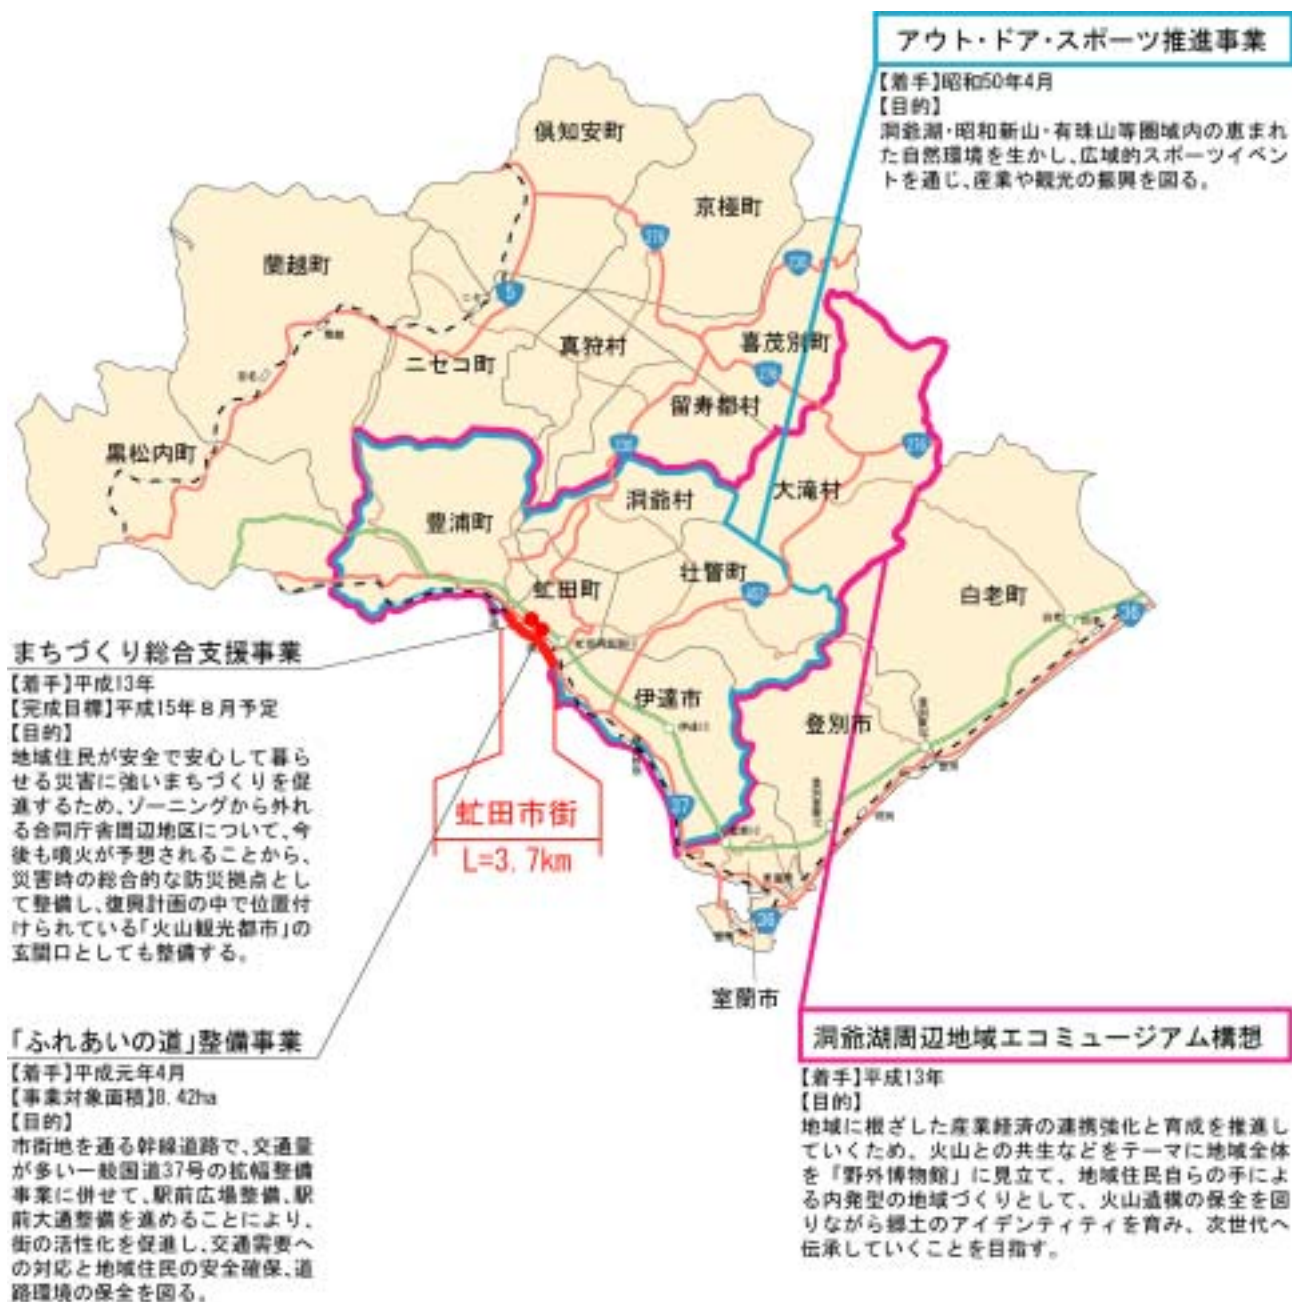 アウト・ドア・スポーツ推進事業
【着手】昭和50年4月
【目的】
洞爺湖・昭和新山・有珠山等圏域内の恵まれ
た自然環境を生かし、広域的スポーツイベン
トを通じ、産業や観光の振興を図る。
倶知安町
京極町
276
230
蘭越町
5
真狩村
喜茂別町
ニセコ町
276
留寿都村
黒松内町
230
276
洞爺村
大滝村
豊浦町
壮瞥町
虻田町
453
白老町
36
伊達市
登別市
37
虻田市街
L=3.7km
36
室蘭市
まちづくり総合支援事業
【着手】平成13年
【完成目標】平成15年8月予定
【目的】
地域住民が安全で安心して暮ら
せる災害に強いまちづくりを促
進するため、ゾーニングから外れ
る合同庁舎周辺地区について、今
後も噴火が予想されることから、
災害時の総合的な防災拠点とし
て整備し、復興計画の中で位置付
けられている「火山観光都市」の
玄関口としても整備する。
「ふれあいの道」整備事業
【着手】平成元年4月
【事業対象面積】8.42ha
【目的】
市街地を通る幹線道路で、交通量
が多い一般国道37号の拡幅整備
事業に併せて、駅前広場整備、駅
前大通整備を進めることにより、
街の活性化を促進し、交通需要へ
の対応と地域住民の安全確保、道
路環境の保全を図る。
洞爺湖周辺地域エコミュージアム構想
【着手】平成13年
【目的】
地域に根ざした産業経済の連携強化と育成を推進し
ていくため、火山との共生などをテーマに地域全体
を「野外博物館」に見立て、地域住民自らの手によ
る内発型の地域づくりとして、火山遺構の保全を図
りながら郷土のアイデンティティを育み、次世代へ
伝承していくことを目指す。